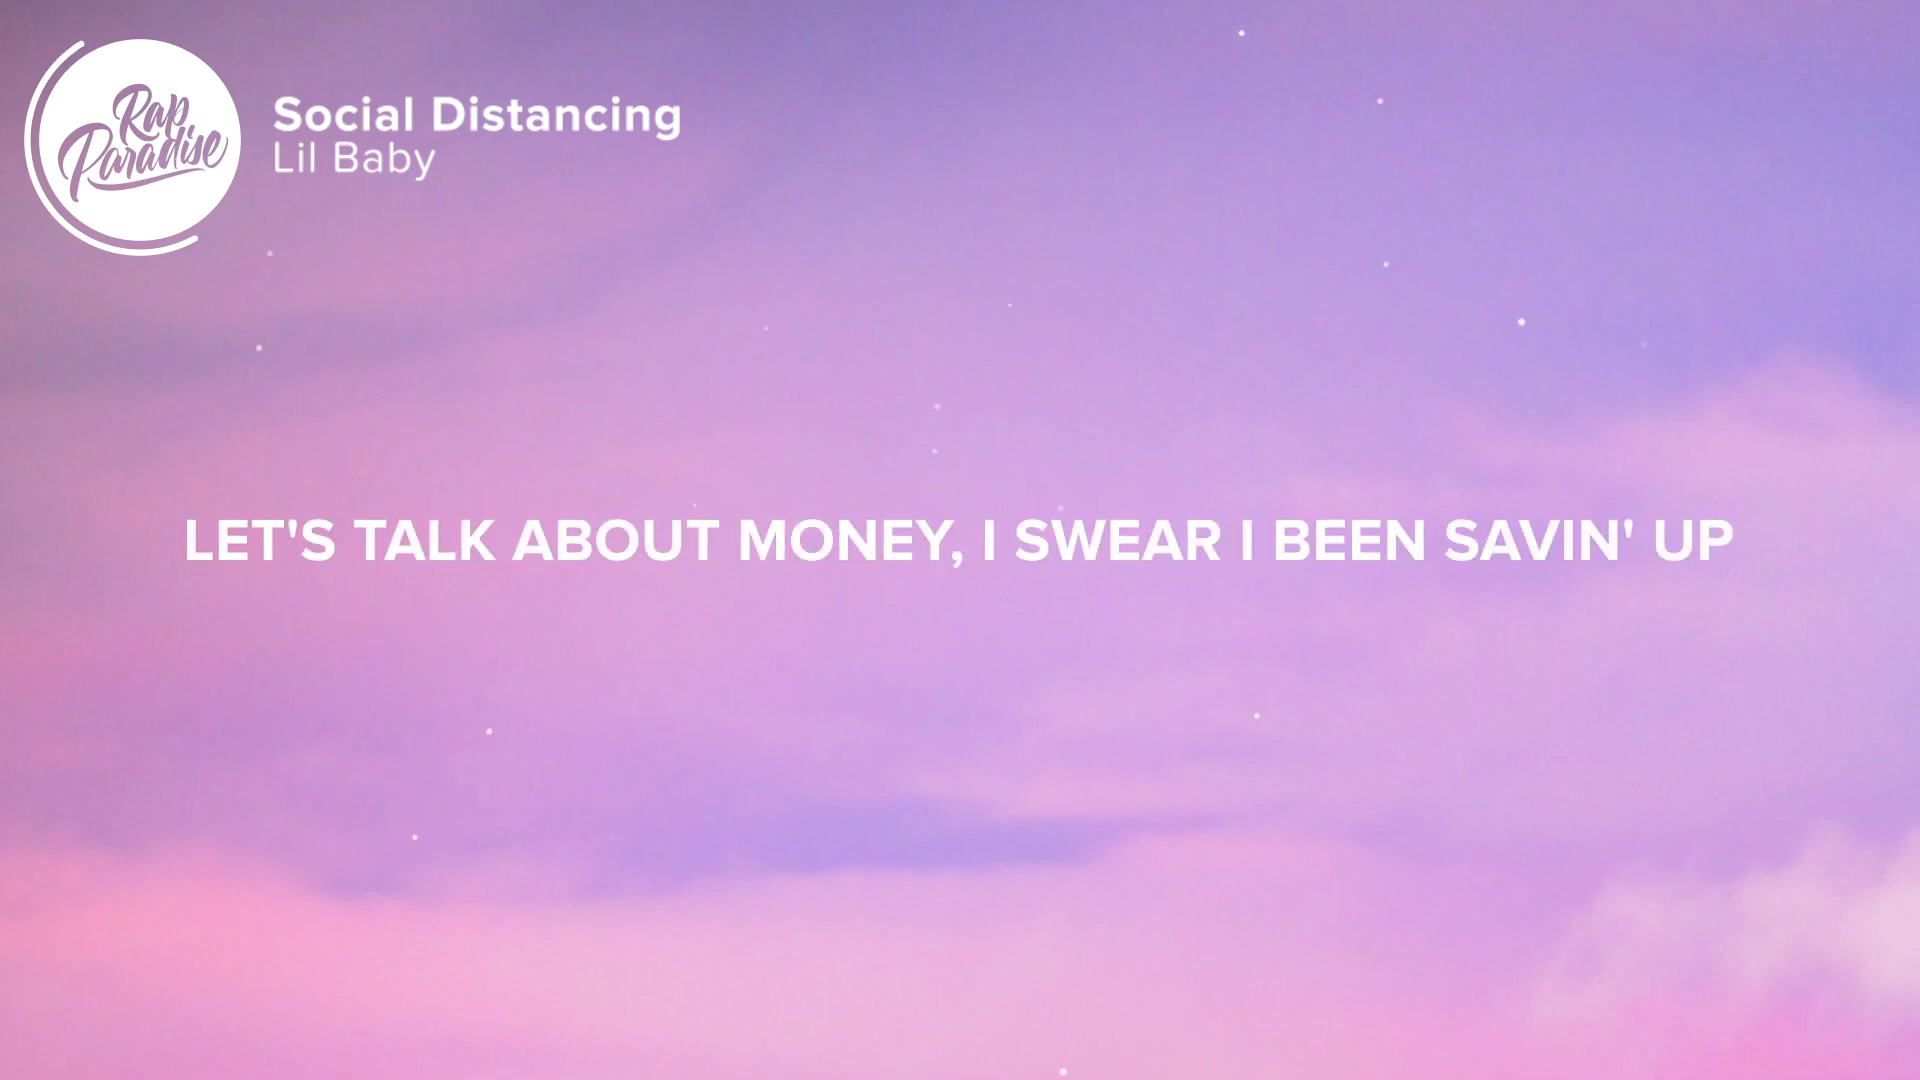 Rap
Paradise
Social Distancing
Lil Baby
LET'S TALK ABOUT MONEY, I SWEAR I BEEN SAVIN' UP